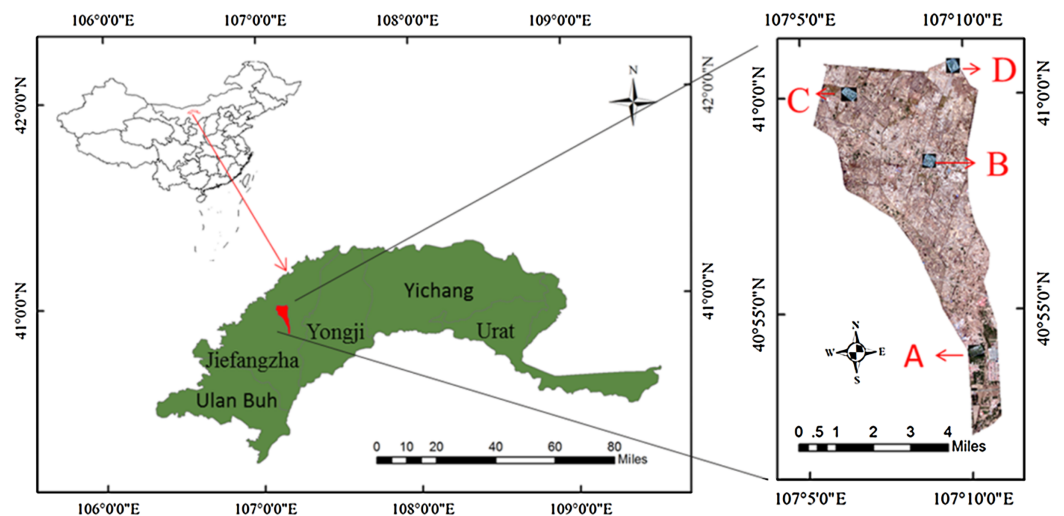 106°0'0"E 107°0'0"E 108°0'0"E 109°0'0"E
42°0'0"N
41°0'0"N
N
42°0'0"N
41°0'0"N
Yichang
Yongji
Urat
Jiefangzha
Ulan Buh
0 10 20 40 60 80
Miles
106°0'0"E 107°0'0"E 108°0'0"E 109°0'0"E
107°5'0"E 107°10'0"E
41°0'0"N
40°55'0"N
D
C
B
A
N
W E
S
0 .5 1 2 3 4
Miles
41°0'0"N
40°55'0"N
107°5'0"E 107°10'0"E